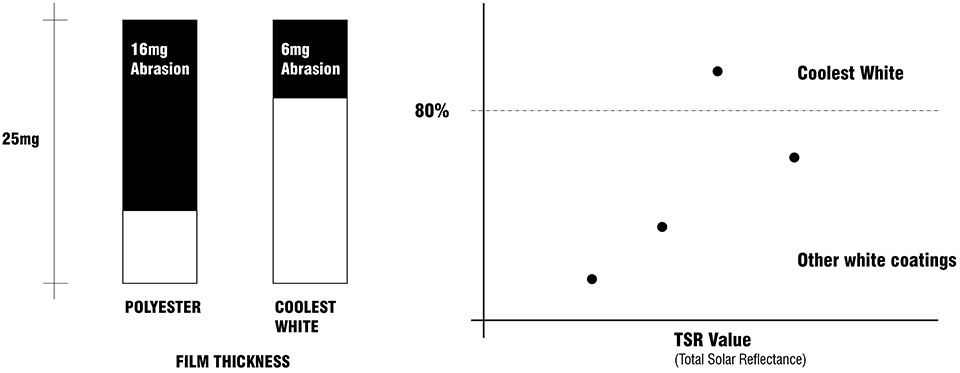 16mg
Abrasion
6mg
Abrasion
25mg
POLYESTER
COOLEST
WHITE
FILM THICKNESS
Coolest White
80%
Other white coatings
TSR Value
(Total Solar Reflectance)